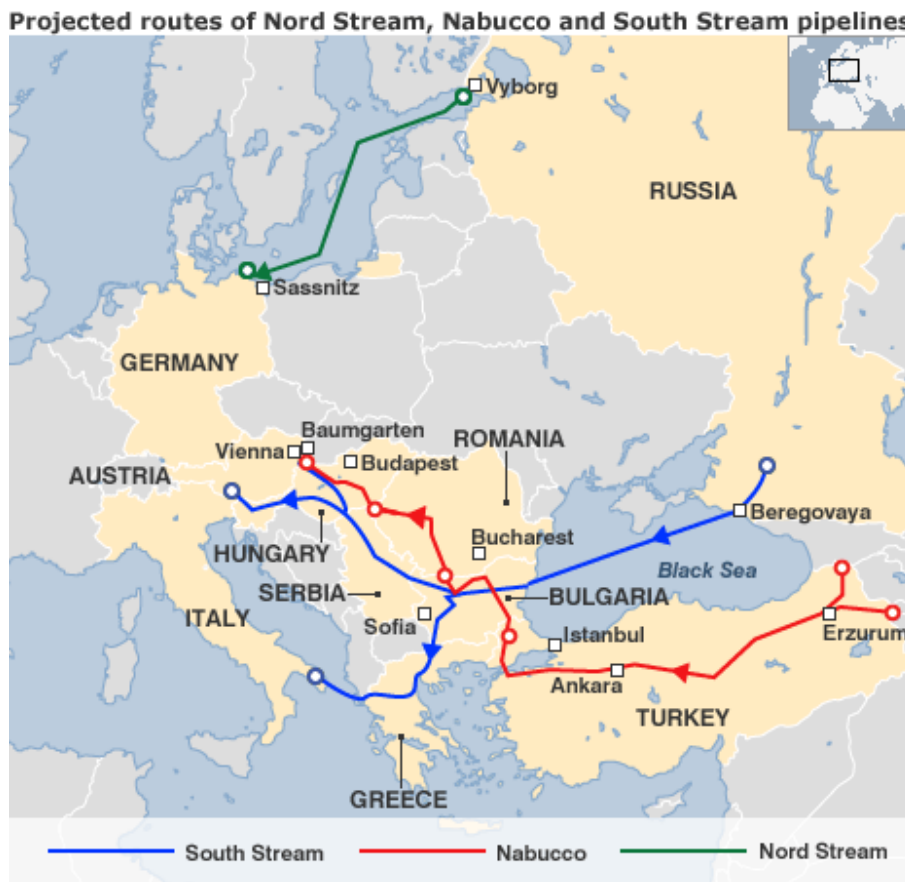 Projected routes of Nord Stream, Nabucco and South Stream pipelines
Vyborg
RUSSIA
Sassnitz
GERMANY
Baumgarten
Vienna
Budapest
ROMANIA
AUSTRIA
Beregovaya
HUNGARY
Bucharest
Black Sea
SERBIA
BULGARIA
ITALY
Sofia
Istanbul
Erzurum
Ankara
TURKEY
GREECE
South Stream
Nabucco
Nord Stream